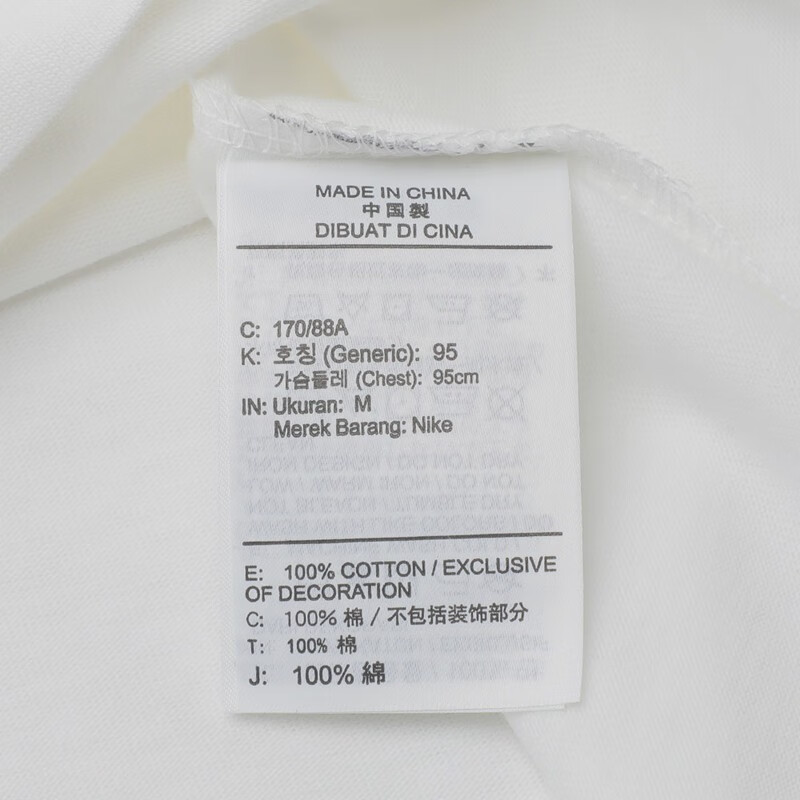 MADE IN CHINA
中国製
DIBUAT DI CINA
C: 170/88A
K: 호칭 (Generic): 95
가슴둘레 (Chest): 95cm
IN: Ukuran: M
Merek Barang: Nike
E: 100% COTTON / EXCLUSIVE
OF DECORATION
C: 100% 棉 / 不包括装饰部分
T: 100% 棉
J: 100% 綿